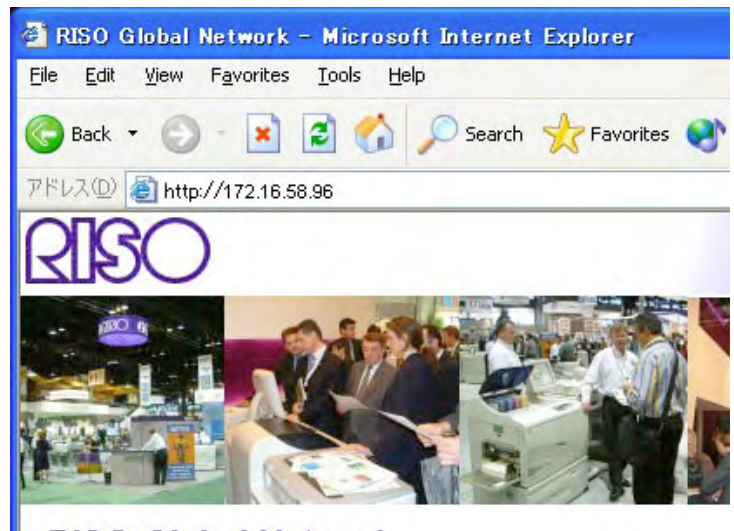 RISO Global Network - Microsoft Internet Explorer
File Edit View Favorites Tools Help
Back Search Favorites
アドレス(D) http://172.16.58.96
RISO